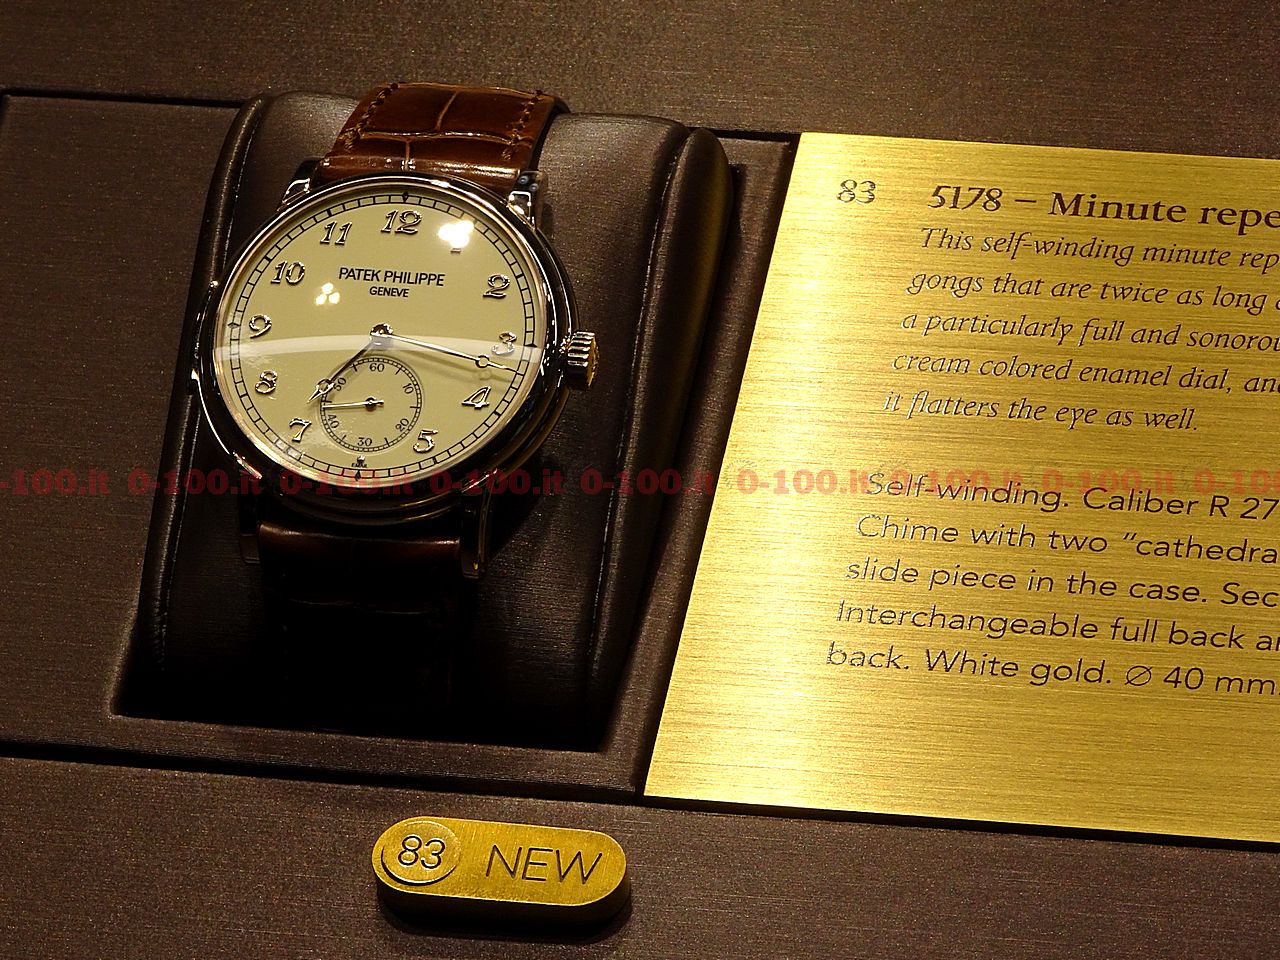 12
11
10
2
9
3
8
4
7
5
PATEK PHILIPPE
GENEVE
60
10
20
30
40
50
83 5178 – Minute repe
This self-winding minute rep
gongs that are twice as long
a particularly full and sonorou
cream colored enamel dial, and
it flatters the eye as well.
0-100.it 0-100.it 0-100.it 0-100.it 0-100.it 0-100.it 0-100.it 0-100.it
Self-winding. Caliber R 27
Chime with two "cathedra
slide piece in the case. Sec
Interchangeable full back an
back. White gold. ∅ 40 mm.
83 NEW